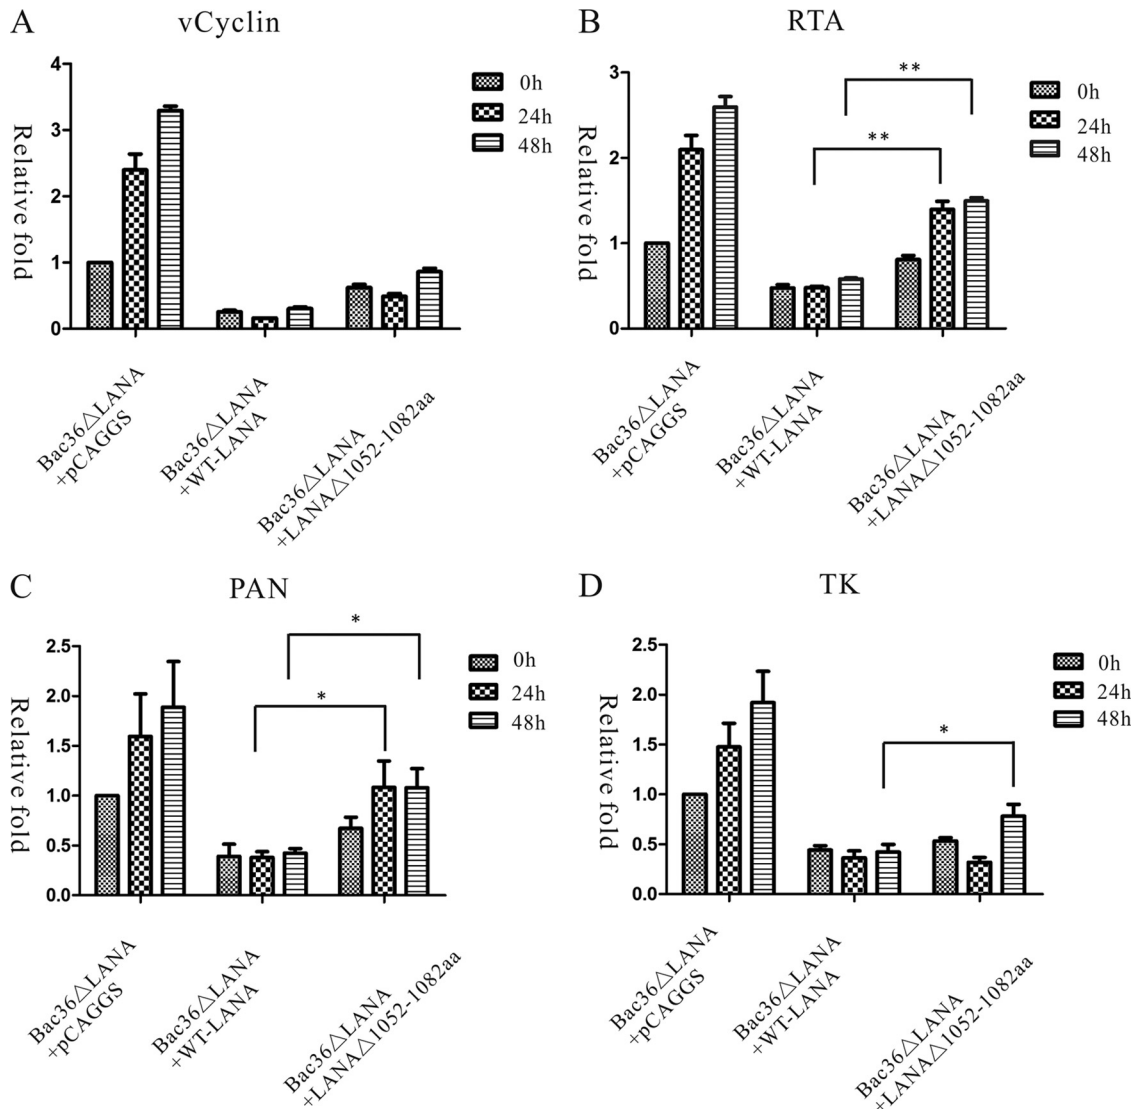 A
vCyclin
Relative fold
4
3
2
1
0
0h
24h
48h
Bac36△LANA
+pCAGGS
Bac36△LANA
+WT-LANA
Bac36△LANA
+LANA△1052-1082aa
B
RTA
Relative fold
3
2
1
0
**
**
0h
24h
48h
Bac36△LANA
+pCAGGS
Bac36△LANA
+WT-LANA
Bac36△LANA
+LANA△1052-1082aa
C
PAN
Relative fold
2.5
2.0
1.5
1.0
0.5
0.0
*
*
0h
24h
48h
Bac36△LANA
+pCAGGS
Bac36△LANA
+WT-LANA
Bac36△LANA
+LANA△1052-1082aa
D
TK
Relative fold
2.5
2.0
1.5
1.0
0.5
0.0
*
0h
24h
48h
Bac36△LANA
+pCAGGS
Bac36△LANA
+WT-LANA
Bac36△LANA
+LANA△1052-1082aa